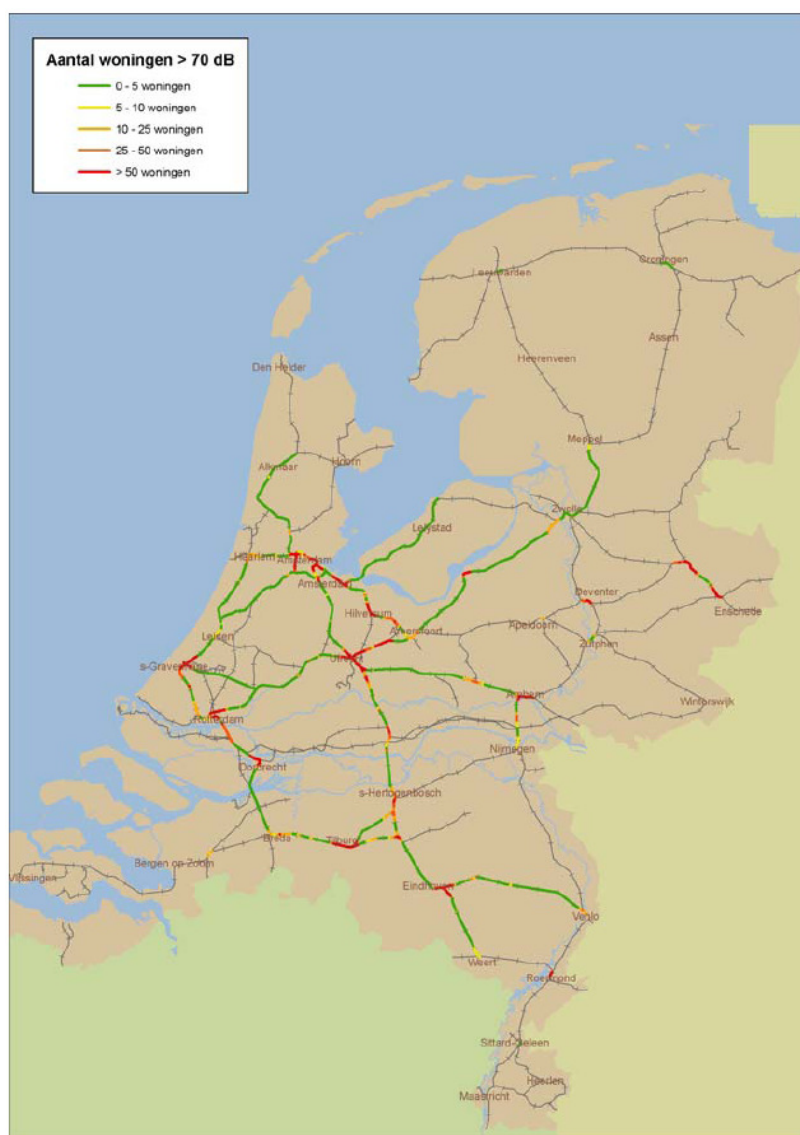 Aantal woningen > 70 dB
0 - 5 woningen
5 - 10 woningen
10 - 25 woningen
25 - 50 woningen
> 50 woningen
Leeuwarden
Groningen
Assen
Heerenveen
Den Helder
Meppel
Hoorn
Alkmaar
Zwolle
Lelystad
Haarlem
Amsterdam
Amsterdam
Deventer
Enschede
Hilversum
Amersfoort
Apeldoorn
Leiden
Zutphen
Utrecht
s-Gravenhage
Arnhem
Winterswijk
Rotterdam
Nijmegen
Dordrecht
s-Hertogenbosch
Breda
Tilburg
Bergen op Zoom
Vlissingen
Eindhoven
Venlo
Weert
Roermond
Sittard-Geleen
Heerlen
Maastricht